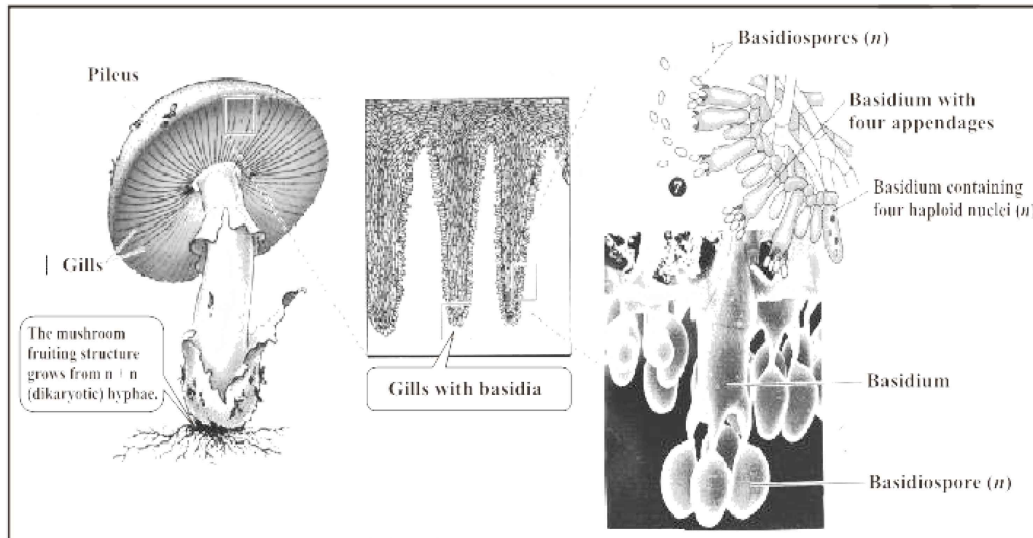 Pileus
Gills
The mushroom
fruiting structure
grows from n + n
(dikaryotic) hyphae.
Gills with basidia
Basidiospores (n)
Basidium with
four appendages
7
Basidium containing
four haploid nuclei (n)
Basidium
Basidiospore (n)